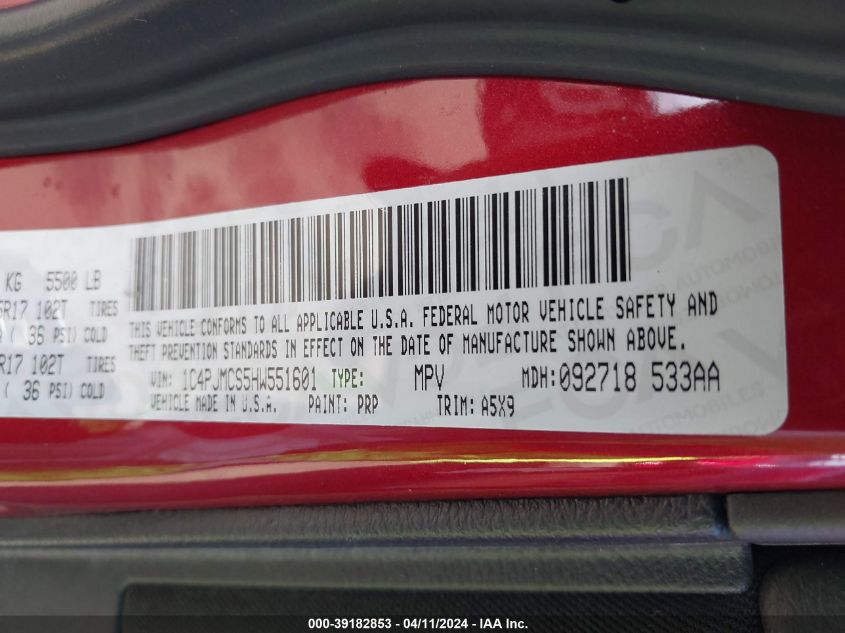 KG 5500 LB
5R17 102T TIRES
( 36 PSI) COLD
R17 102T TIRES
( 36 PSI) COLD
THIS VEHICLE CONFORMS TO ALL APPLICABLE U.S.A. FEDERAL MOTOR VEHICLE SAFETY AND
THEFT PREVENTION STANDARDS IN EFFECT ON THE DATE OF MANUFACTURE SHOWN ABOVE.
VIN: 1C4PJMCS5HW551601 TYPE: MPV MDH: 092718 533AA
VEHICLE MADE IN U.S.A. PAINT: PRP TRIM: A5X9
000-39182853 - 04/11/2024 - IAA Inc.